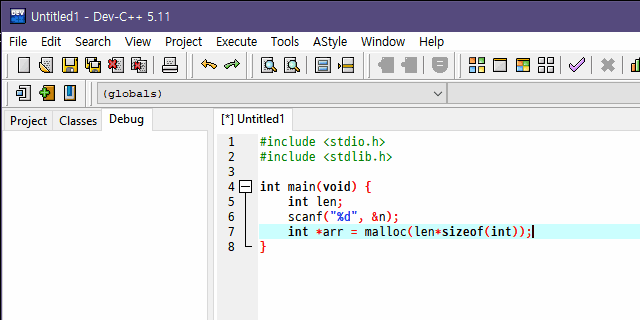 Untitled1 - Dev-C++ 5.11
File Edit Search View Project Execute Tools AStyle Window Help
(globals)
Project Classes Debug
[*] Untitled1
1 #include <stdio.h>
2 #include <stdlib.h>
3
4 int main(void) {
5 int len;
6 scanf("%d", &n);
7 int *arr = malloc(len*sizeof(int));
8 }